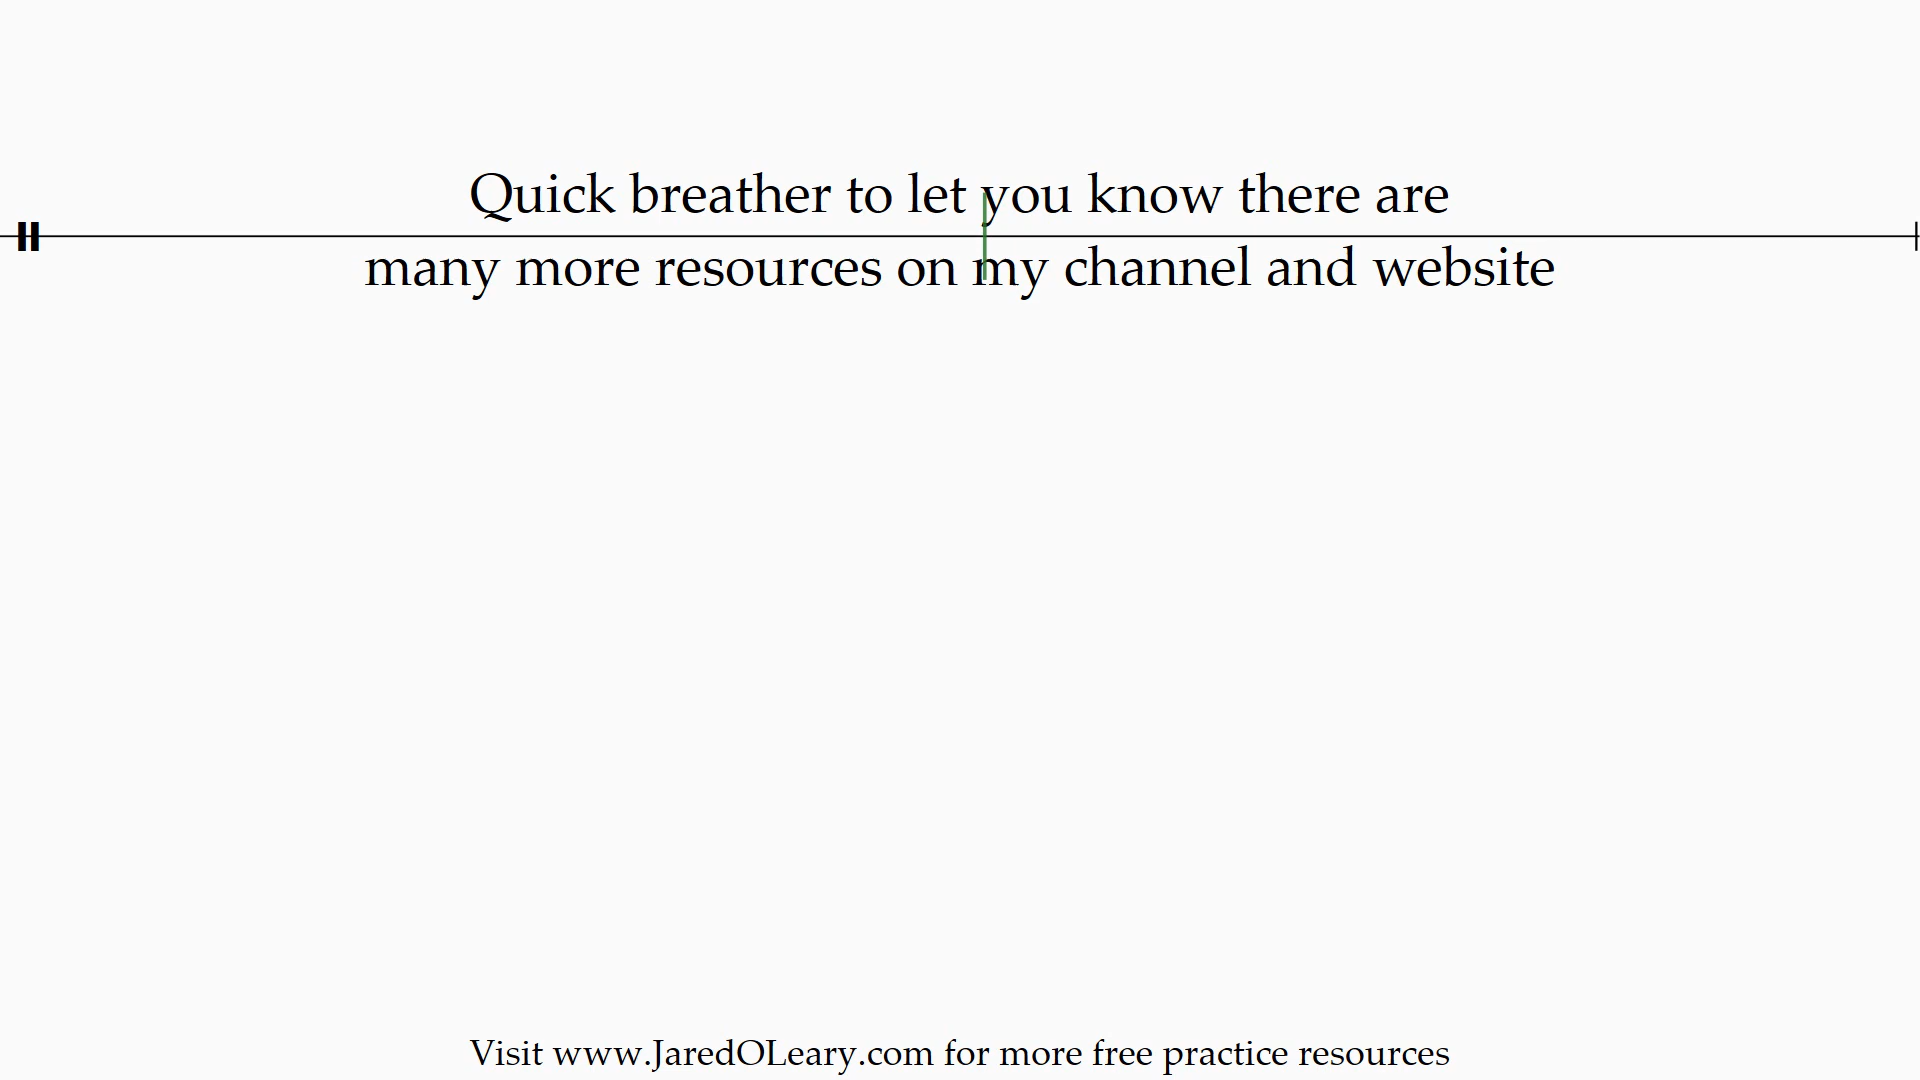 Quick breather to let you know there are
many more resources on my channel and website
Visit www.JaredOLeary.com for more free practice resources